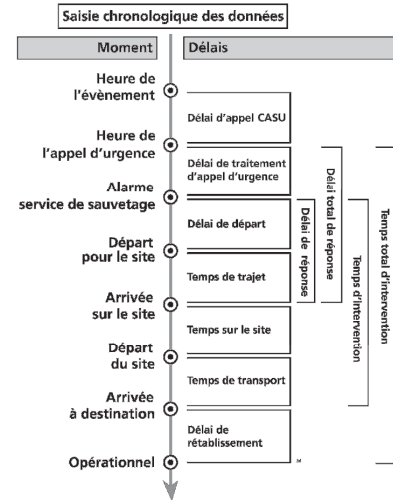 Saisie chronologique des données
Moment
Délais
Heure de
l'évènement
Délai d'appel CASU
Heure de
l'appel d'urgence
Délai de traitement
d'appel d'urgence
Alarme
service de sauvetage
Délai de départ
Départ
pour le site
Temps de trajet
Arrivée
sur le site
Temps sur le site
Départ
du site
Temps de transport
Arrivée
à destination
Délai de
rétablissement
Opérationnel
Délai de
réponse
Délai total de réponse
Temps d'intervention
Temps total d'intervention